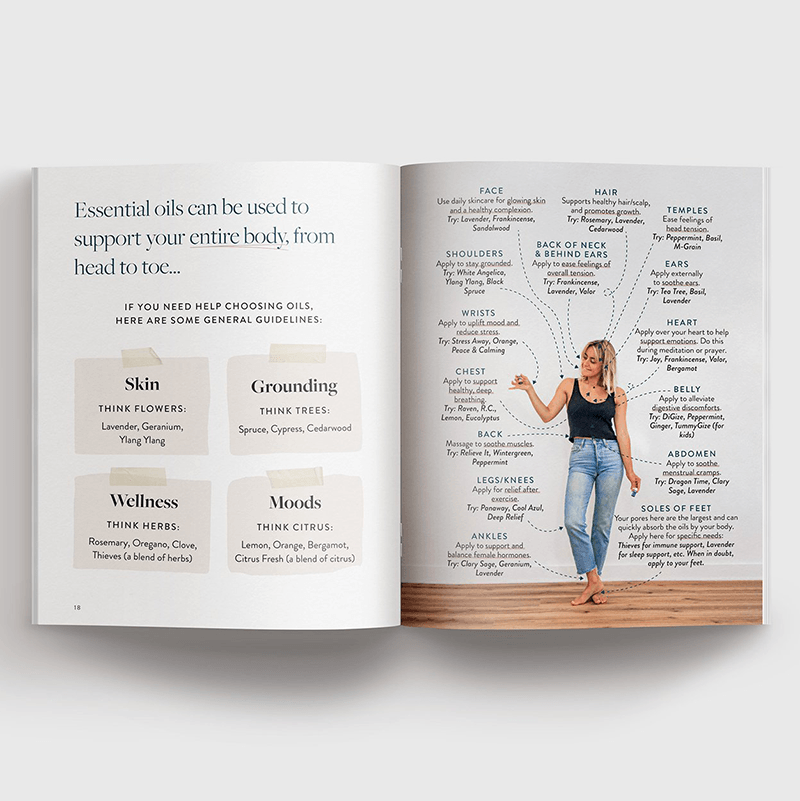 Essential oils can be used to
support your entire body, from
head to toe...
IF YOU NEED HELP CHOOSING OILS,
HERE ARE SOME GENERAL GUIDELINES:
Skin
THINK FLOWERS:
Lavender, Geranium,
Ylang Ylang
Grounding
THINK TREES:
Spruce, Cypress, Cedarwood
Wellness
THINK HERBS:
Rosemary, Oregano, Clove,
Thieves (a blend of herbs)
Moods
THINK CITRUS:
Lemon, Orange, Bergamot,
Citrus Fresh (a blend of citrus)
18
FACE
Use daily skincare for glowing skin
and a healthy complexion.
Try: Lavender, Frankincense,
Sandalwood
HAIR
Supports healthy hair/scalp,
and promotes growth.
Try: Rosemary, Lavender,
Cedarwood
TEMPLES
Ease feelings of
head tension.
Try: Peppermint, Basil,
M-Grain
SHOULDERS
Apply to stay grounded.
Try: White Angelica,
Ylang Ylang, Black
Spruce
BACK OF NECK
& BEHIND EARS
Apply to ease feelings of
overall tension.
Try: Frankincense,
Lavender, Valor
EARS
Apply externally
to soothe ears.
Try: Tea Tree, Basil,
Lavender
WRISTS
Apply to uplift mood and
reduce stress.
Try: Stress Away, Orange,
Peace & Calming
HEART
Apply over your heart to help
support emotions. Do this
during meditation or prayer.
Try: Joy, Frankincense, Valor,
Bergamot
CHEST
Apply to support
healthy, deep
breathing.
Try: Raven, R.C.,
Lemon, Eucalyptus
BELLY
Apply to alleviate
digestive discomforts.
Try: DiGize, Peppermint,
Ginger, TummyGize (for
kids)
BACK
Massage to soothe muscles.
Try: Relieve It, Wintergreen,
Peppermint
ABDOMEN
Apply to soothe
menstrual cramps.
Try: Dragon Time, Clary
Sage, Lavender
LEGS/KNEES
Apply for relief after
exercise.
Try: Panaway, Cool Azul,
Deep Relief
SOLES OF FEET
Your pores here are the largest and can
quickly absorb the oils by your body.
Apply here for specific needs:
Thieves for immune support, Lavender
for sleep support, etc. When in doubt,
apply to your feet.
ANKLES
Apply to support and
balance female hormones.
Try: Clary Sage, Geranium,
Lavender